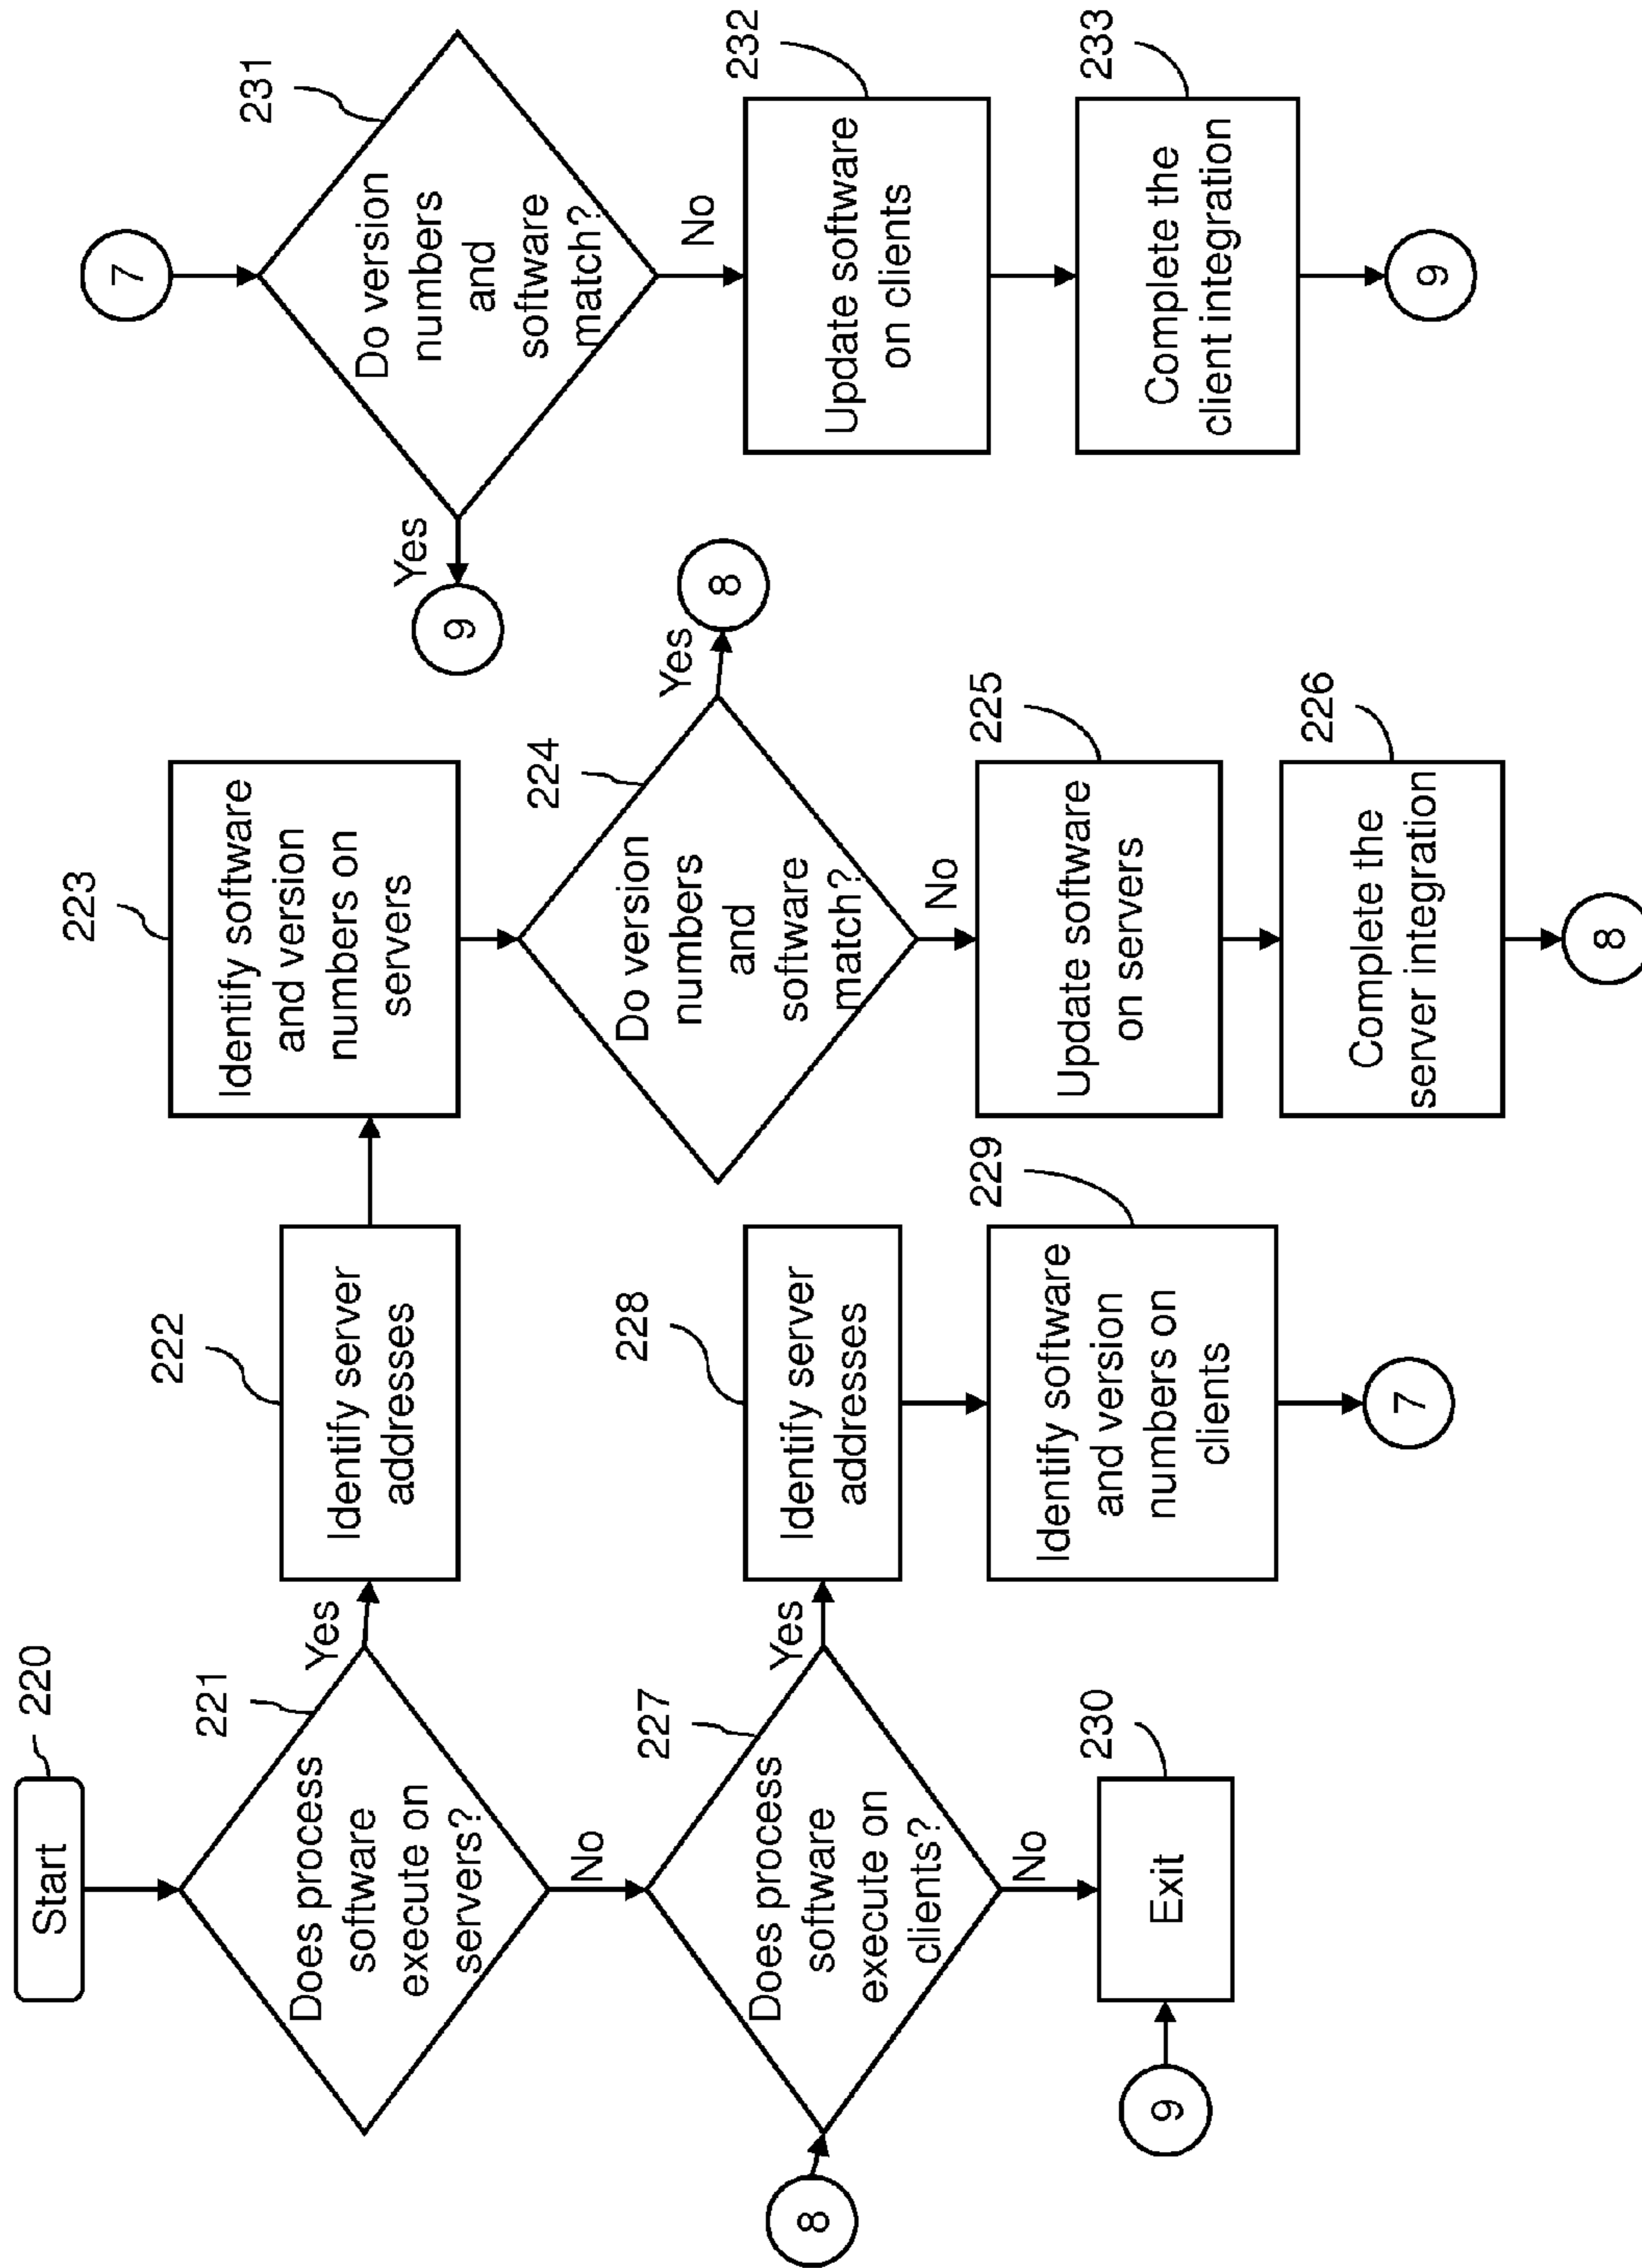 Start
220
Does process
software
execute on
servers?
221
Yes
No
Identify server
addresses
222
Identify software
and version
numbers on
servers
223
Do version
numbers
and
software
match?
224
Yes
8
No
Update software
on servers
225
Complete the
server integration
226
8
8
Does process
software
execute on
clients?
227
Yes
No
Identify server
addresses
228
Identify software
and version
numbers on
clients
229
7
9
Exit
230
7
Do version
numbers
and
software
match?
231
Yes
9
No
Update software
on clients
232
Complete the
client integration
233
9